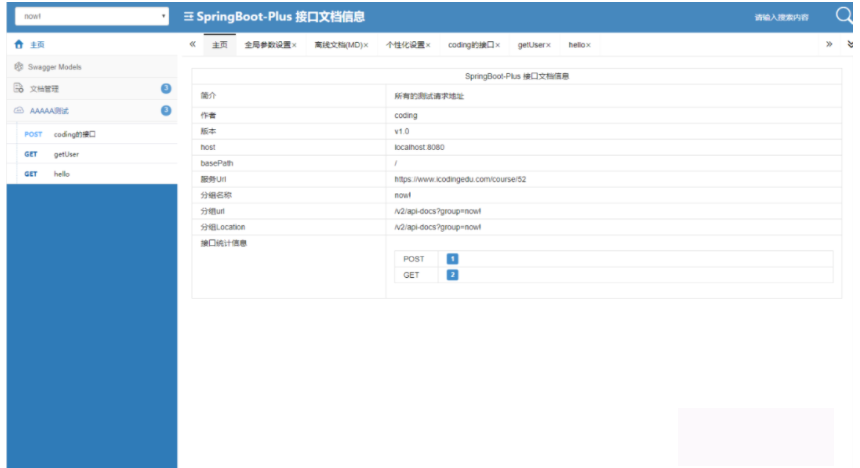 now!
SpringBoot-Plus 接口文档信息
请输入搜索内容
主页
Swagger Models
文档管理 3
AAAAA测试 3
POST coding的接口
GET getUser
GET hello
主页 全局参数设置× 离线文档(MD)× 个性化设置× coding的接口× getUser× hello×
SpringBoot-Plus 接口文档信息
简介 所有的测试请求地址
作者 coding
版本 v1.0
host localhost:8080
basePath /
服务Url https://www.icodingedu.com/course/52
分组名称 now!
分组url /v2/api-docs?group=now!
分组Location /v2/api-docs?group=now!
接口统计信息
POST 1
GET 2